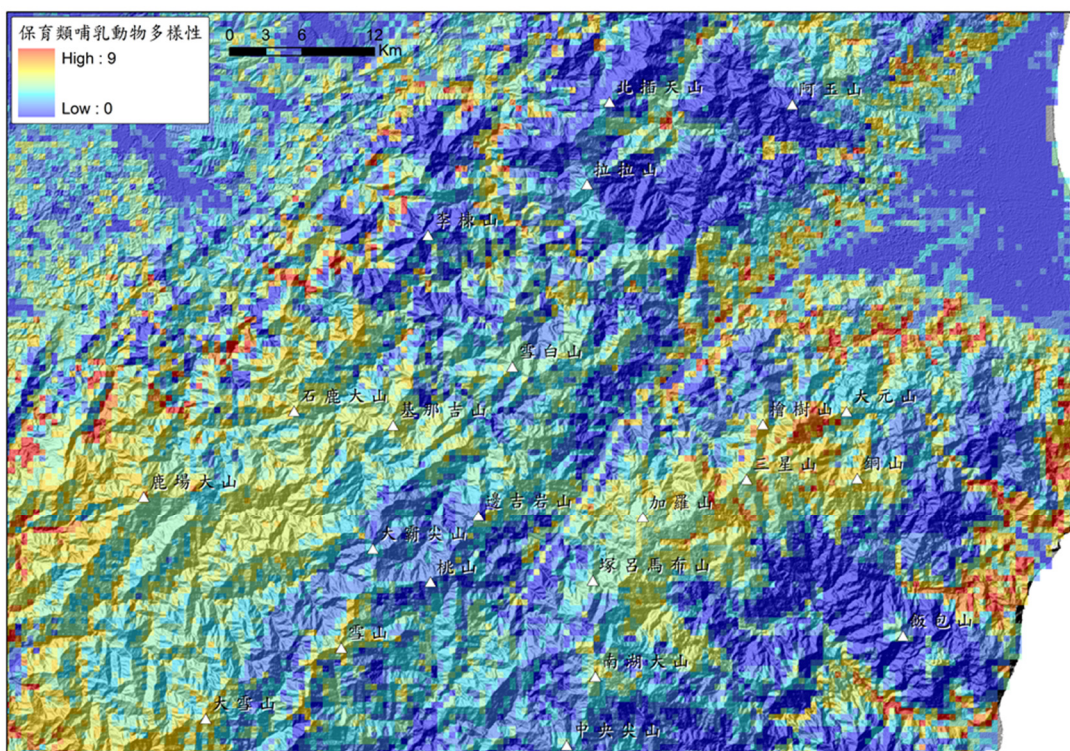 保育類哺乳動物多樣性
High : 9
Low : 0
0 3 6 12
Km
北插天山
阿玉山
拉拉山
李棟山
雪白山
石鹿大山
基那吉山
檜樹山
大元山
三星山
銅山
鹿場大山
邊吉岩山
加羅山
大霸尖山
桃山
塚呂馬布山
飯包山
雪山
南湖大山
大雪山
中央尖山